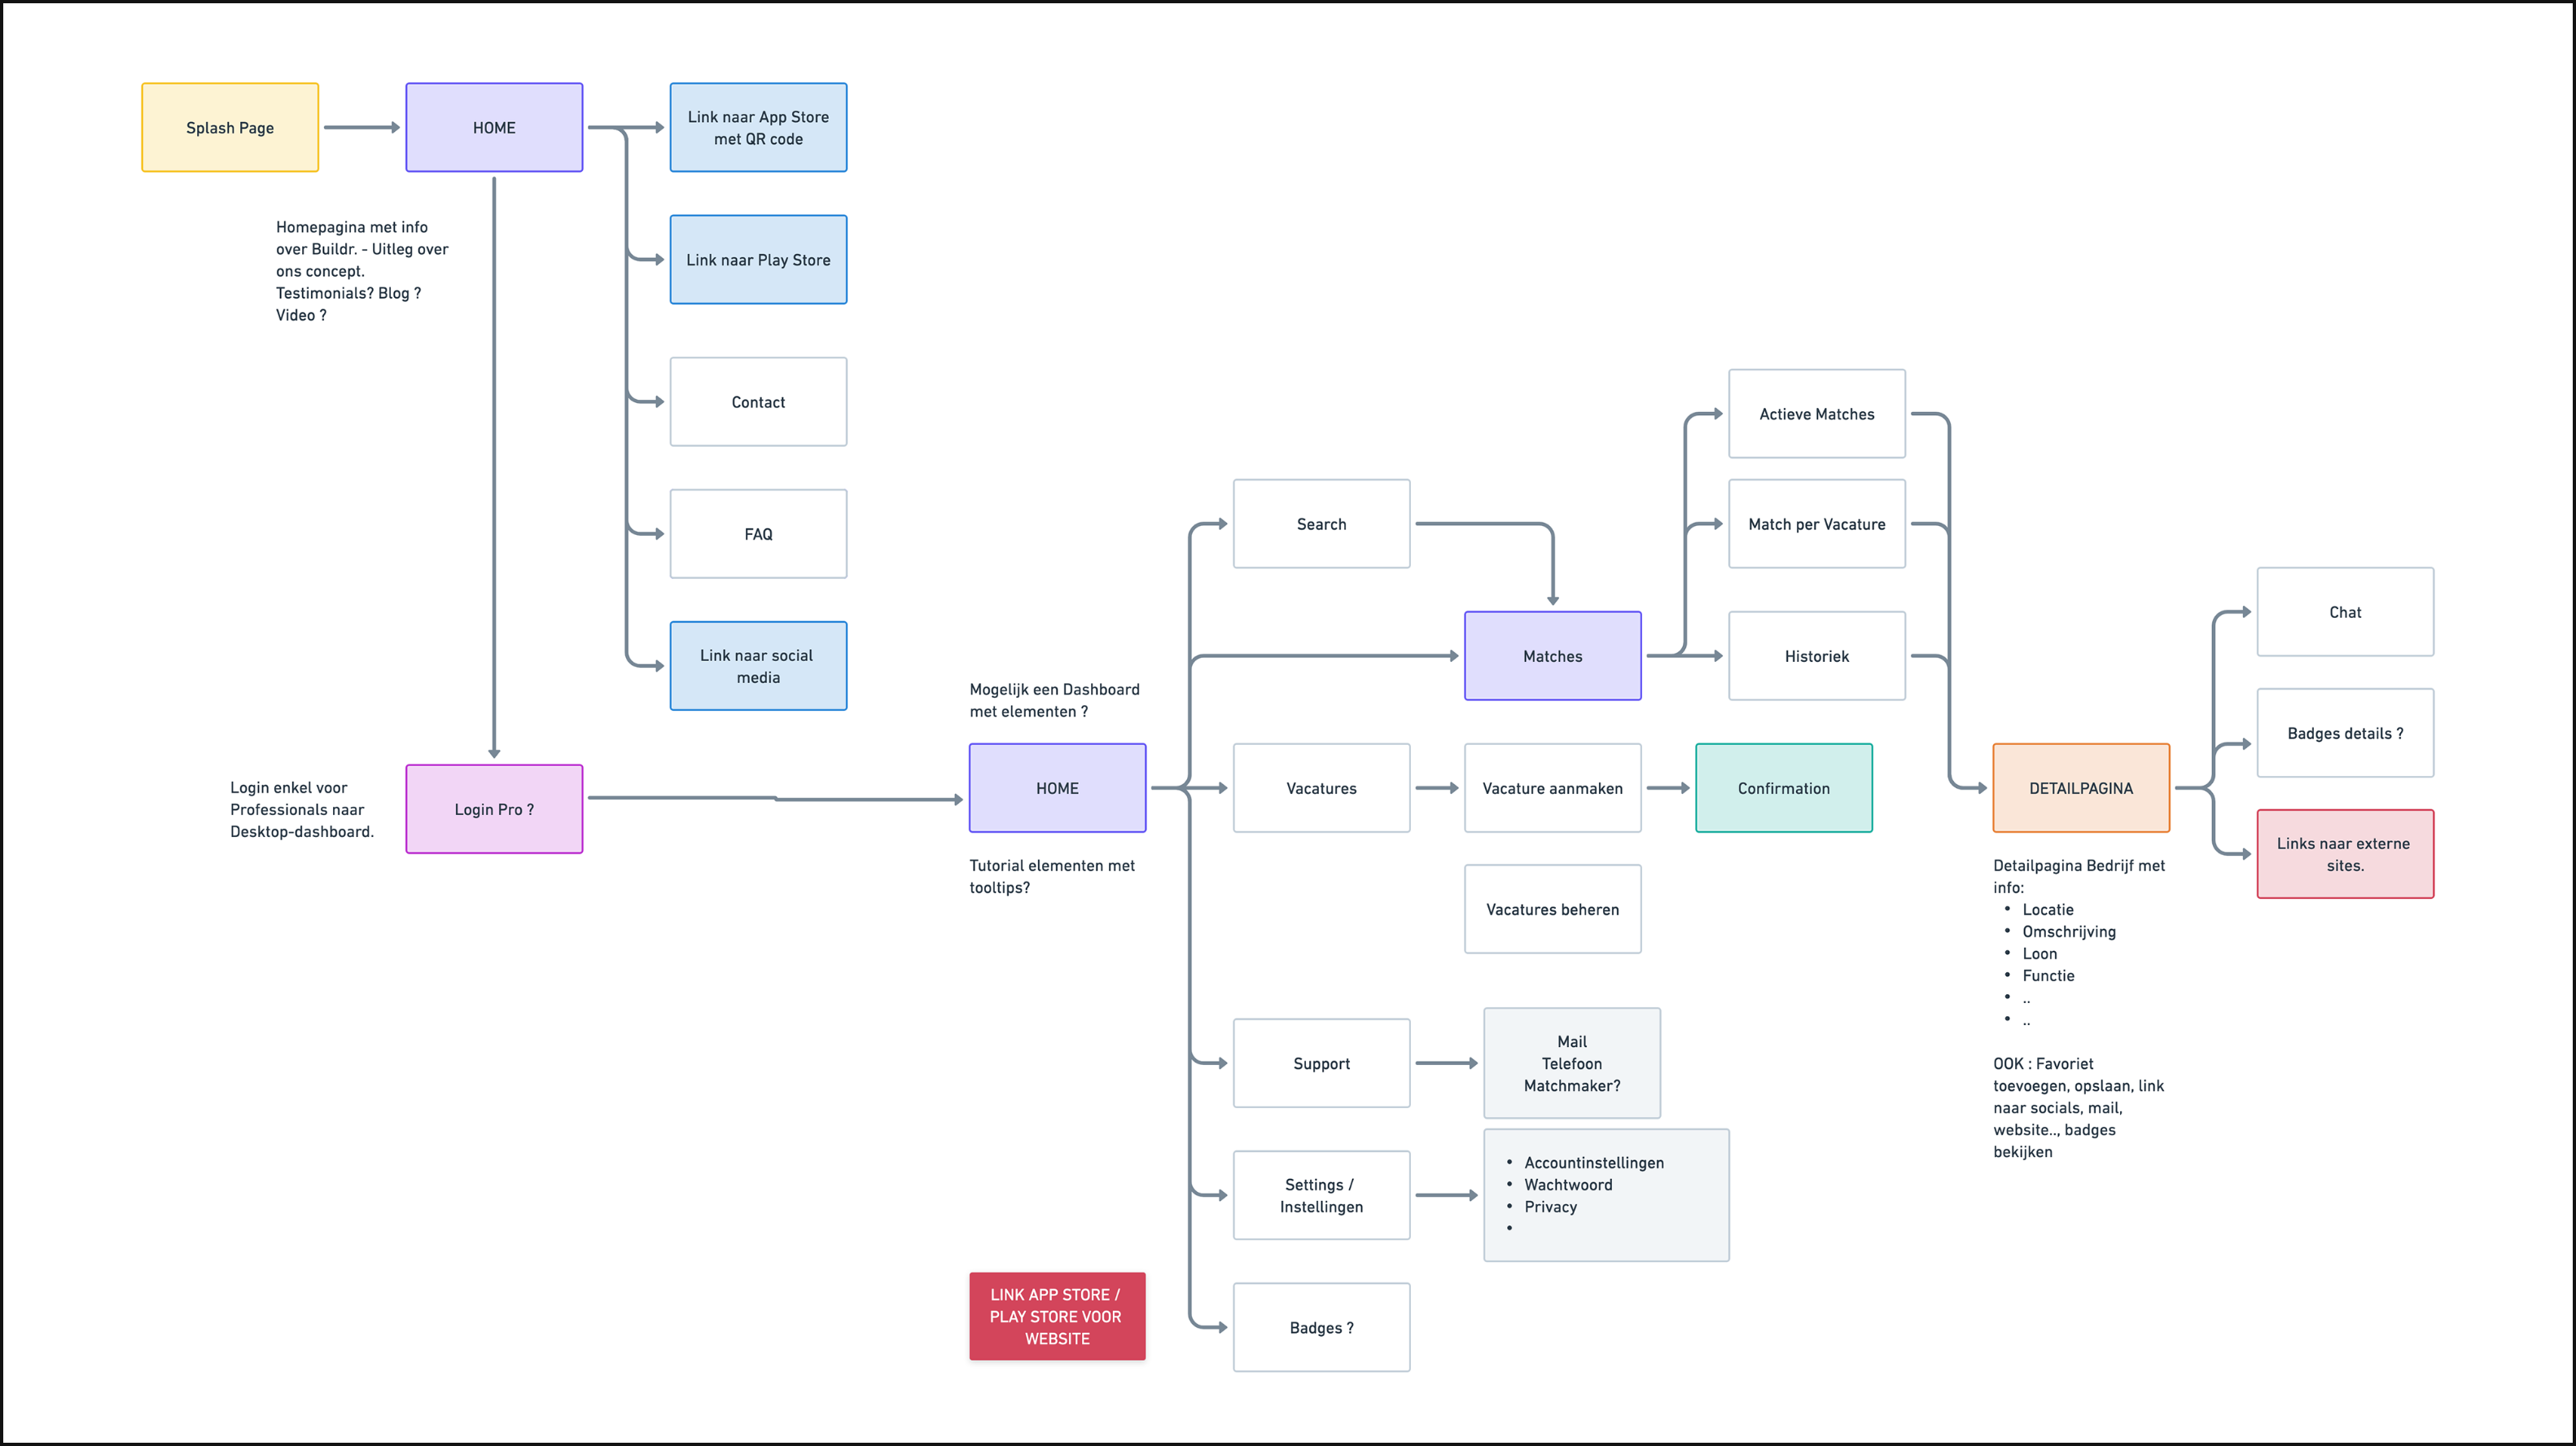 Splash Page
HOME
Link naar App Store
met QR code
Homepagina met info
over Buildr. - Uitleg over
ons concept.
Testimonials? Blog ?
Video ?
Link naar Play Store
Contact
FAQ
Link naar social
media
Login enkel voor
Professionals naar
Desktop-dashboard.
Login Pro ?
Mogelijk een Dashboard
met elementen ?
HOME
Tutorial elementen met
tooltips?
Search
Matches
Actieve Matches
Match per Vacature
Historiek
Vacatures
Vacature aanmaken
Confirmation
Vacatures beheren
DETAILPAGINA
Detailpagina Bedrijf met
info:
• Locatie
• Omschrijving
• Loon
• Functie
• ..
• ..
OOK : Favoriet
toevoegen, opslaan, link
naar socials, mail,
website.., badges
bekijken
Chat
Badges details ?
Links naar externe
sites.
Support
Mail
Telefoon
Matchmaker?
Settings /
Instellingen
• Accountinstellingen
• Wachtwoord
• Privacy
•
LINK APP STORE /
PLAY STORE VOOR
WEBSITE
Badges ?